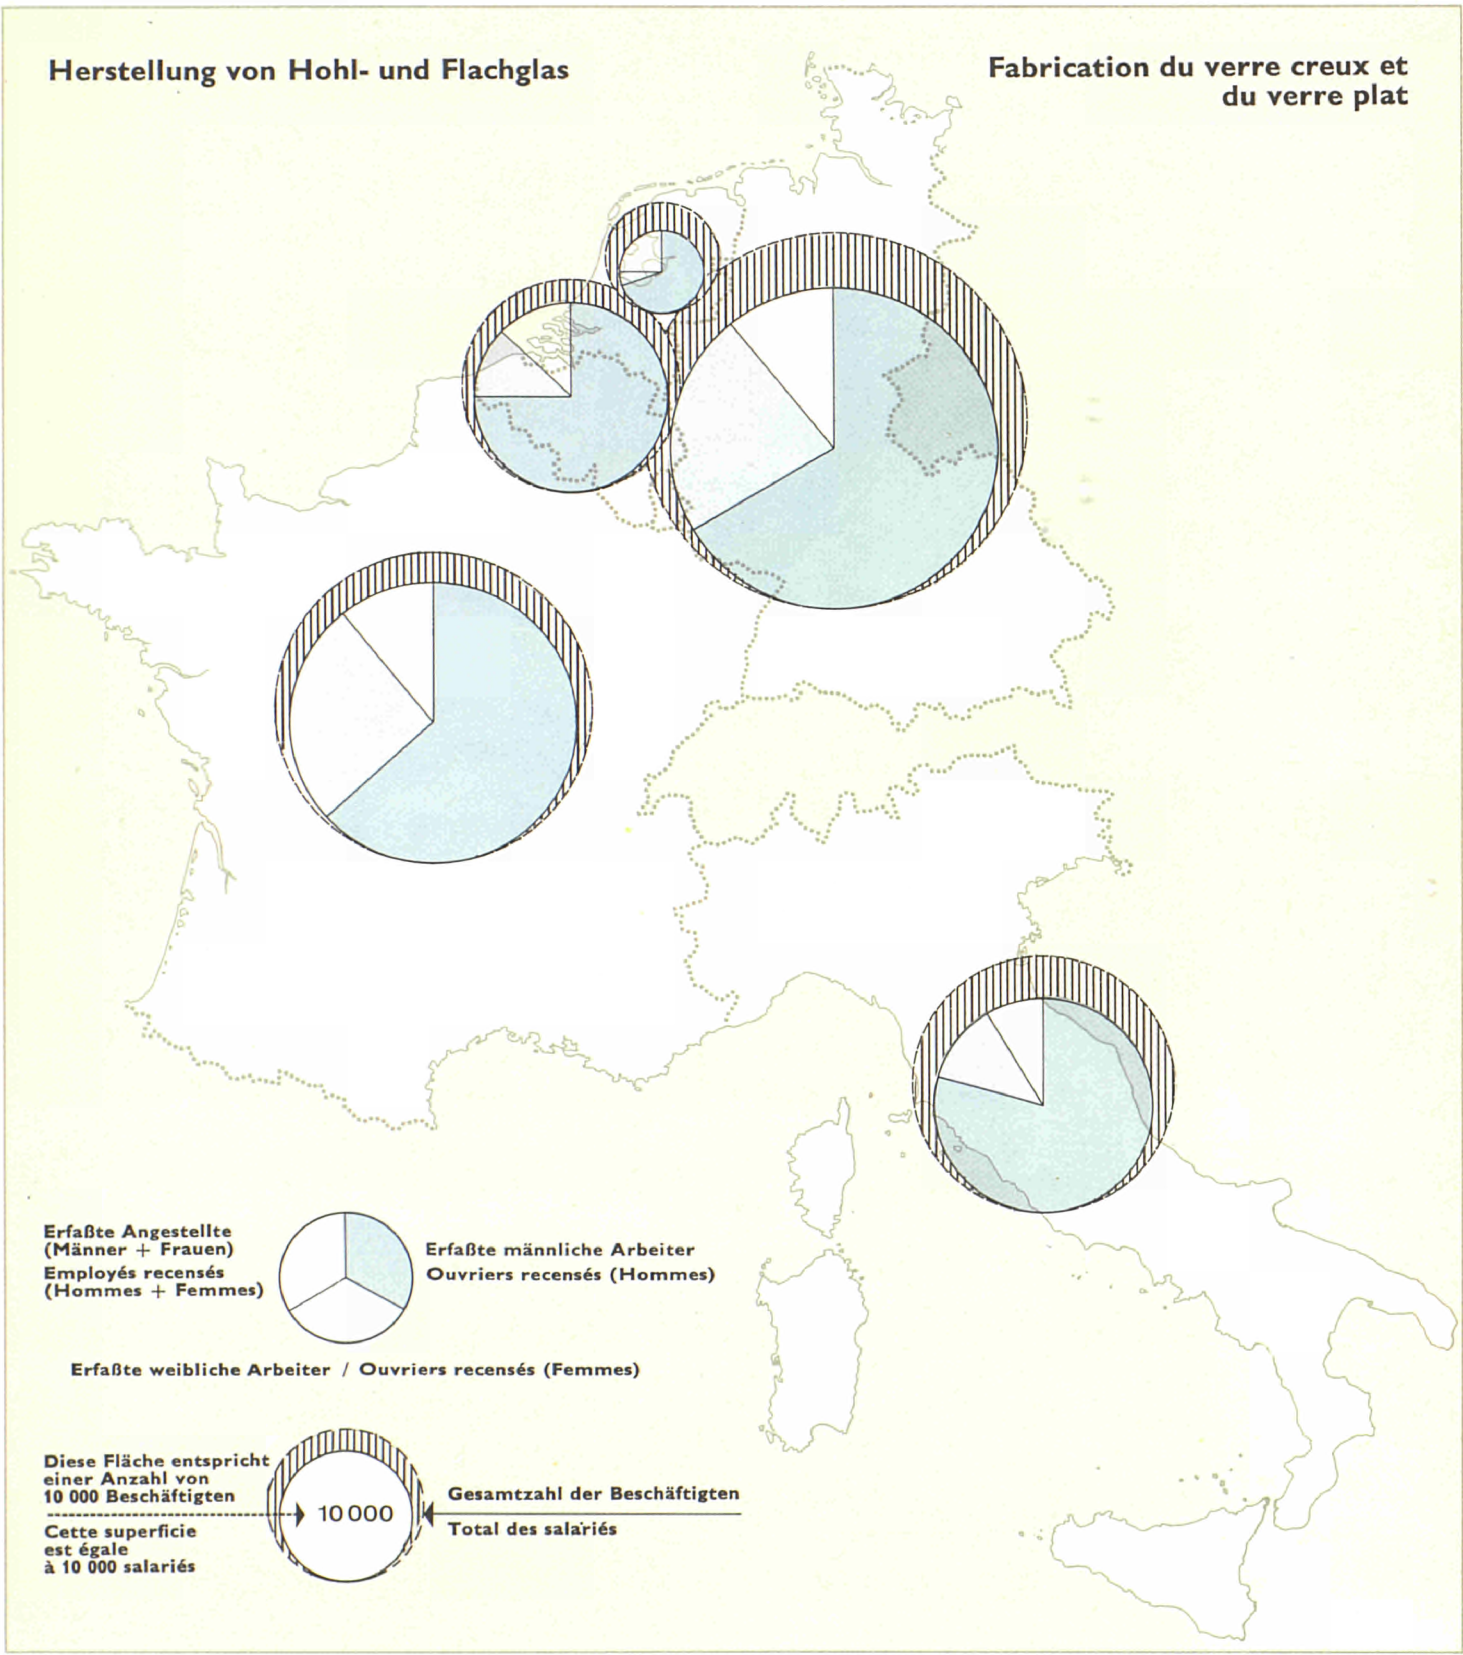 Herstellung von Hohl- und Flachglas
Fabrication du verre creux et
du verre plat
Erfaßte Angestellte
(Männer + Frauen)
Employés recensés
(Hommes + Femmes)
Erfaßte männliche Arbeiter
Ouvriers recensés (Hommes)
Erfaßte weibliche Arbeiter / Ouvriers recensés (Femmes)
Diese Fläche entspricht
einer Anzahl von
10 000 Beschäftigten
Cette superficie
est égale
à 10 000 salariés
10 000
Gesamtzahl der Beschäftigten
Total des salariés